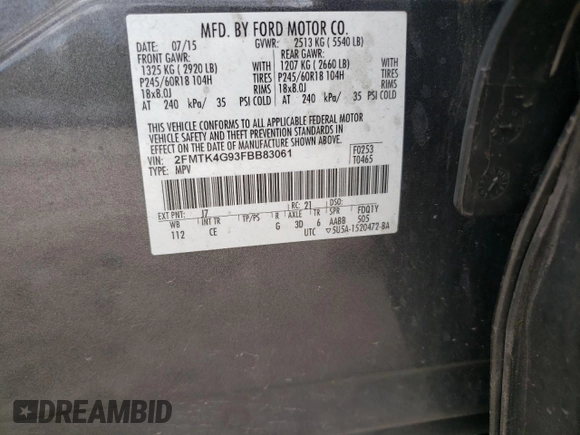 MFD. BY FORD MOTOR CO.
DATE: 07/15 GVWR: 2513 KG ( 5540 LB)
FRONT GAWR: REAR GAWR:
1325 KG ( 2920 LB) WITH 1207 KG ( 2660 LB) WITH
P245/60R18 104H TIRES P245/60R18 104H TIRES
18x8.0J RIMS 18x8.0J RIMS
AT 240 kPa/ 35 PSI COLD AT 240 kPa/ 35 PSI COLD
THIS VEHICLE CONFORMS TO ALL APPLICABLE FEDERAL MOTOR
VEHICLE SAFETY AND THEFT PREVENTION STANDARDS IN EFFECT ON THE
DATE OF MANUFACTURE SHOWN ABOVE.
VIN: 2FMTK4G93FBB83061 F0253
TYPE: MPV T0465
EXT PNT: J7 RC: 21 DSO: FDQ1Y
WB INT TR TP/PS R AXLE TR SPR
112 CE G 3D 6 AABB 505
UTC ▽5U5A-1520472-BA
DREAMBID